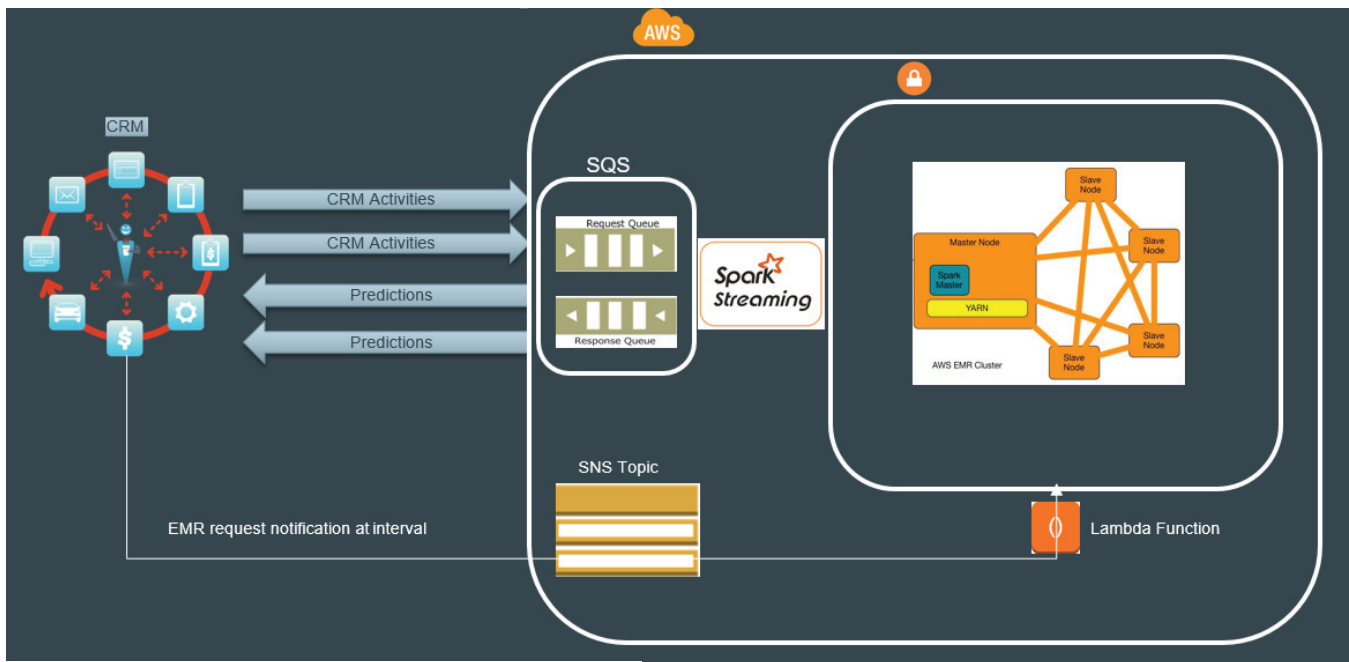 AWS
CRM
SQS
CRM Activities
Request Queue
CRM Activities
Spark
Streaming
Predictions
Predictions
Response Queue
Slave
Node
Master Node
Slave
Node
Spark
Master
YARN
Slave
Node
Slave
Node
AWS EMR Cluster
SNS Topic
EMR request notification at interval
Lambda Function